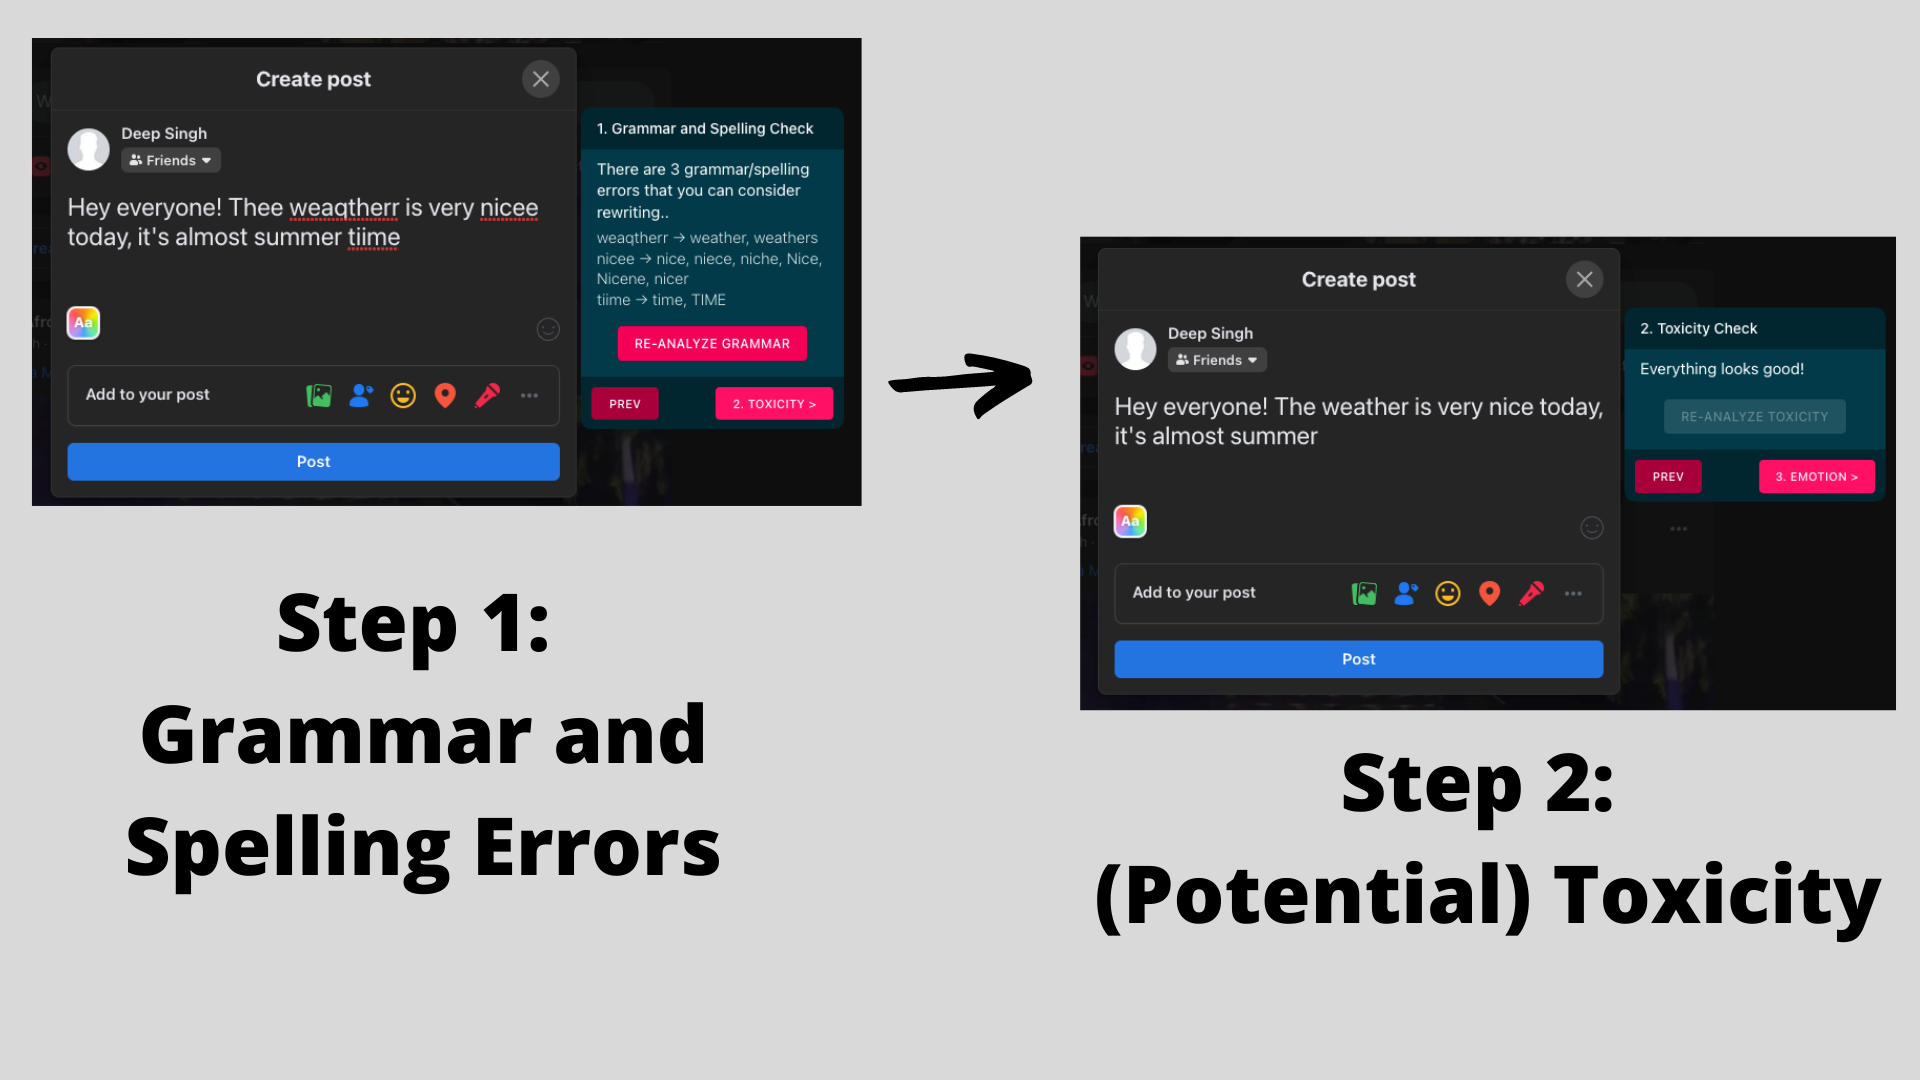 Create post
Deep Singh
Friends
Hey everyone! Thee weaqtherr is very nicee
today, it's almost summer tiime
Aa
Add to your post
Post
1. Grammar and Spelling Check
There are 3 grammar/spelling
errors that you can consider
rewriting..
weaqtherr → weather, weathers
nicee → nice, niece, niche, Nice,
Nicene, nicer
tiime → time, TIME
RE-ANALYZE GRAMMAR
PREV
2. TOXICITY >
Step 1:
Grammar and
Spelling Errors
Create post
Deep Singh
Friends
Hey everyone! The weather is very nice today,
it's almost summer
Aa
Add to your post
Post
2. Toxicity Check
Everything looks good!
RE-ANALYZE TOXICITY
PREV
3. EMOTION >
Step 2:
(Potential) Toxicity